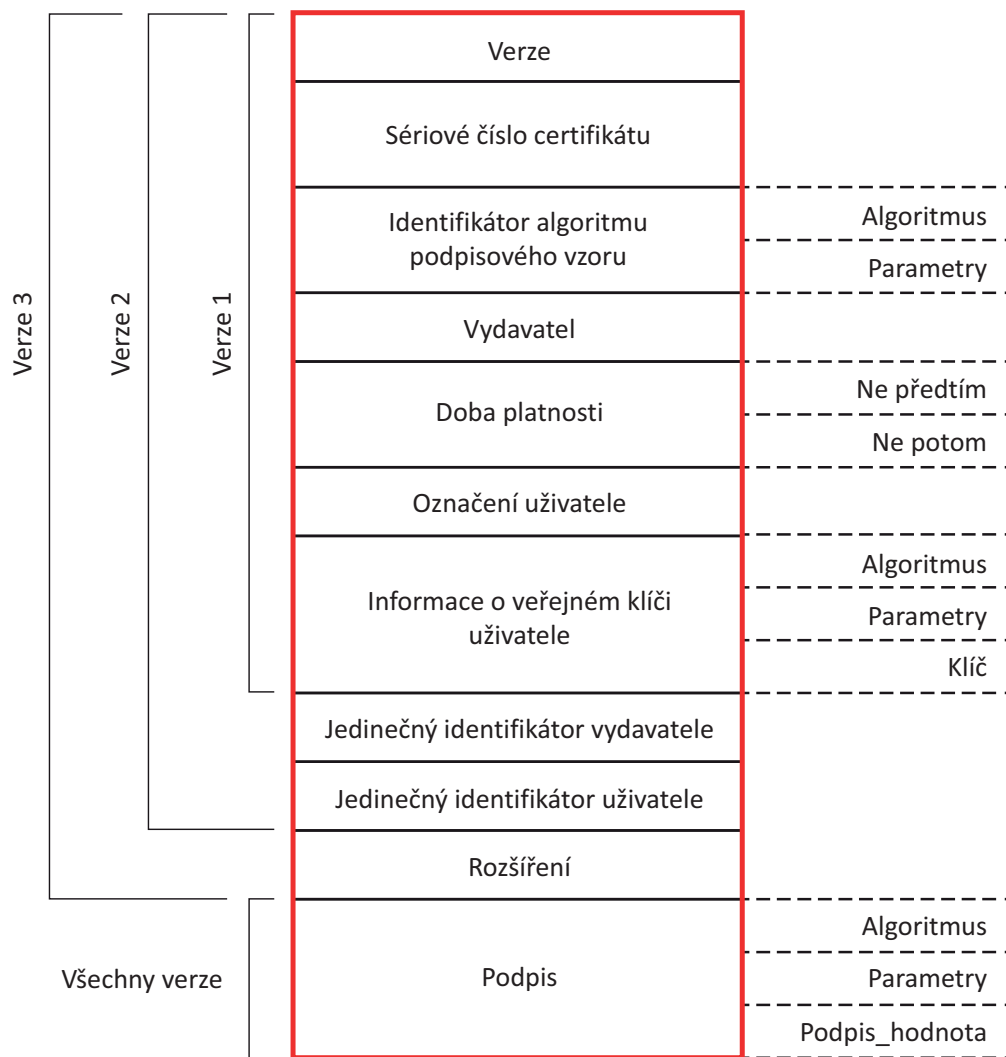 Verze
Sériové číslo certifikátu
Identifikátor algoritmu
podpisového vzoru
Algoritmus
Parametry
Vydavatel
Verze 3
Verze 2
Verze 1
Doba platnosti
Ne předtím
Ne potom
Označení uživatele
Informace o veřejném klíči
uživatele
Algoritmus
Parametry
Klíč
Jedinečný identifikátor vydavatele
Jedinečný identifikátor uživatele
Rozšíření
Všechny verze
Podpis
Algoritmus
Parametry
Podpis_hodnota